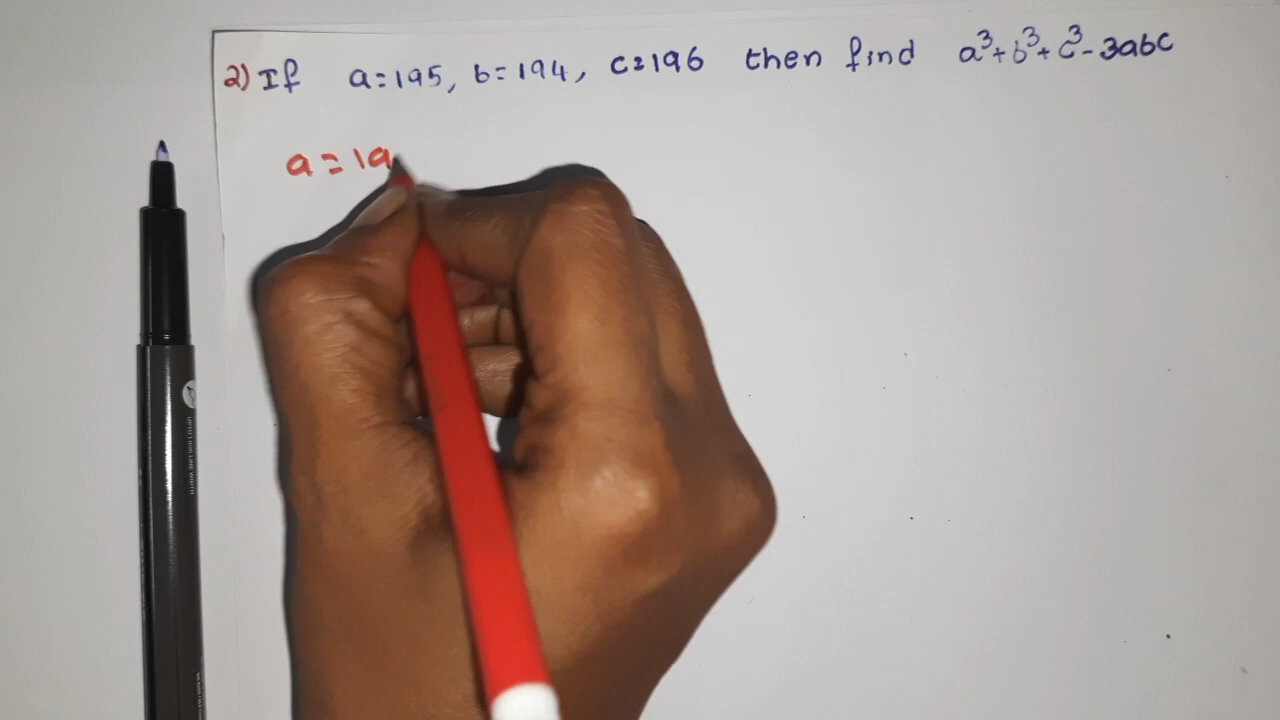 2) If a=195, b=194, c=196 then find a³+b³+c³-3abc
a=19